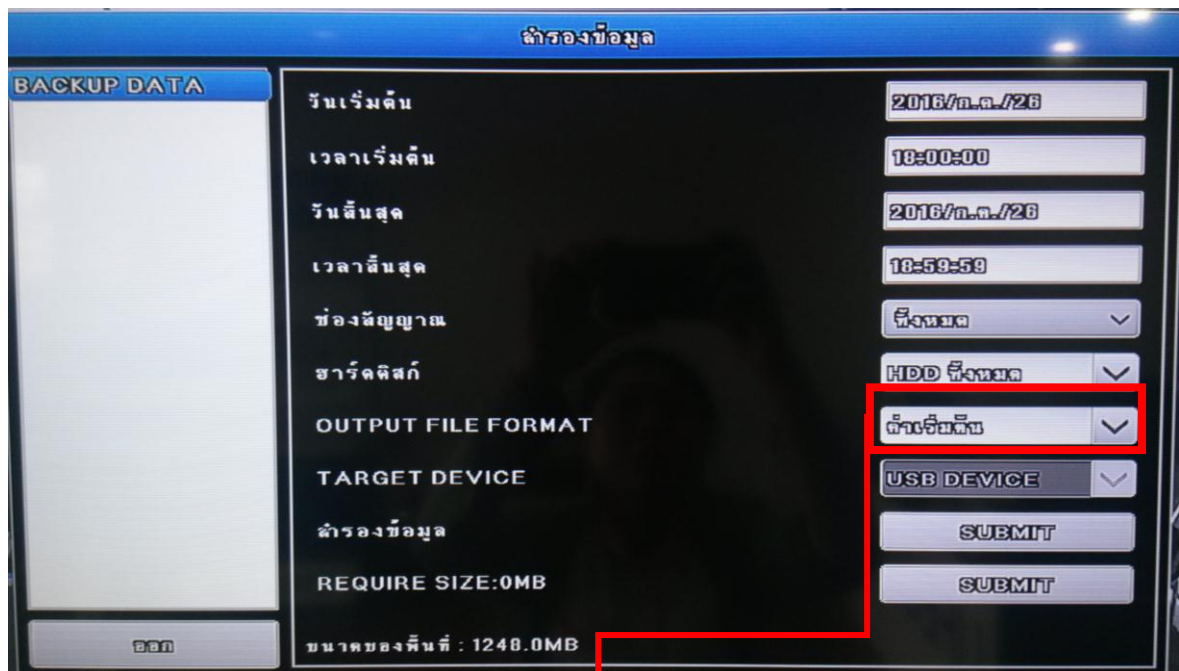 สำรองข้อมูล
BACKUP DATA
วันเริ่มต้น 2016/ก.ค./26
เวลาเริ่มต้น 18:00:00
วันสิ้นสุด 2016/ก.ค./26
เวลาสิ้นสุด 18:59:59
ช่องสัญญาณ ทั้งหมด
ฮาร์ดดิสก์ HDD ทั้งหมด
OUTPUT FILE FORMAT ค่าเริ่มต้น
TARGET DEVICE USB DEVICE
สำรองข้อมูล SUBMIT
REQUIRE SIZE:0MB SUBMIT
ออก
ขนาดของพื้นที่ : 1248.0MB